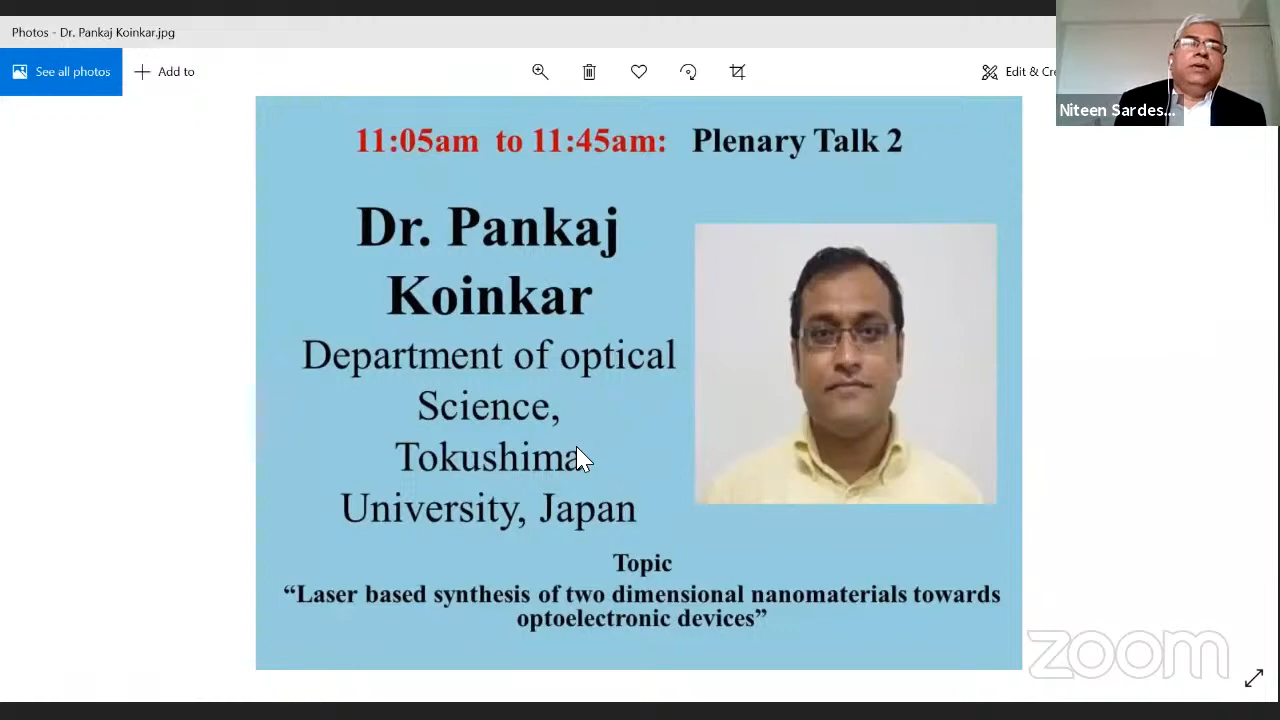 Photos - Dr. Pankaj Koinkar.jpg
See all photos
Add to
Edit & Cre
Niteen Sardes...
11:05am to 11:45am: Plenary Talk 2
Dr. Pankaj
Koinkar
Department of optical
Science,
Tokushima
University, Japan
Topic
“Laser based synthesis of two dimensional nanomaterials towards
optoelectronic devices”
zoom